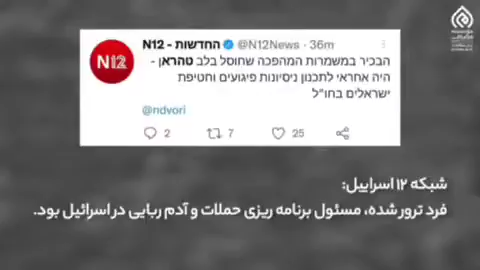 החדשות - N12 @N12News · 36m
N12
הבכיר במשמרות המהפכה שחוסל בלב טהראן -
היה אחראי לתכנון ניסיונות פיגועים וחטיפת
ישראלים בחו"ל
@ndvori
2 7 25
شبکه ۱۲ اسراییل:
فرد ترور شده، مسئول برنامه ریزی حملات و آدم ربایی در اسرائیل بود.